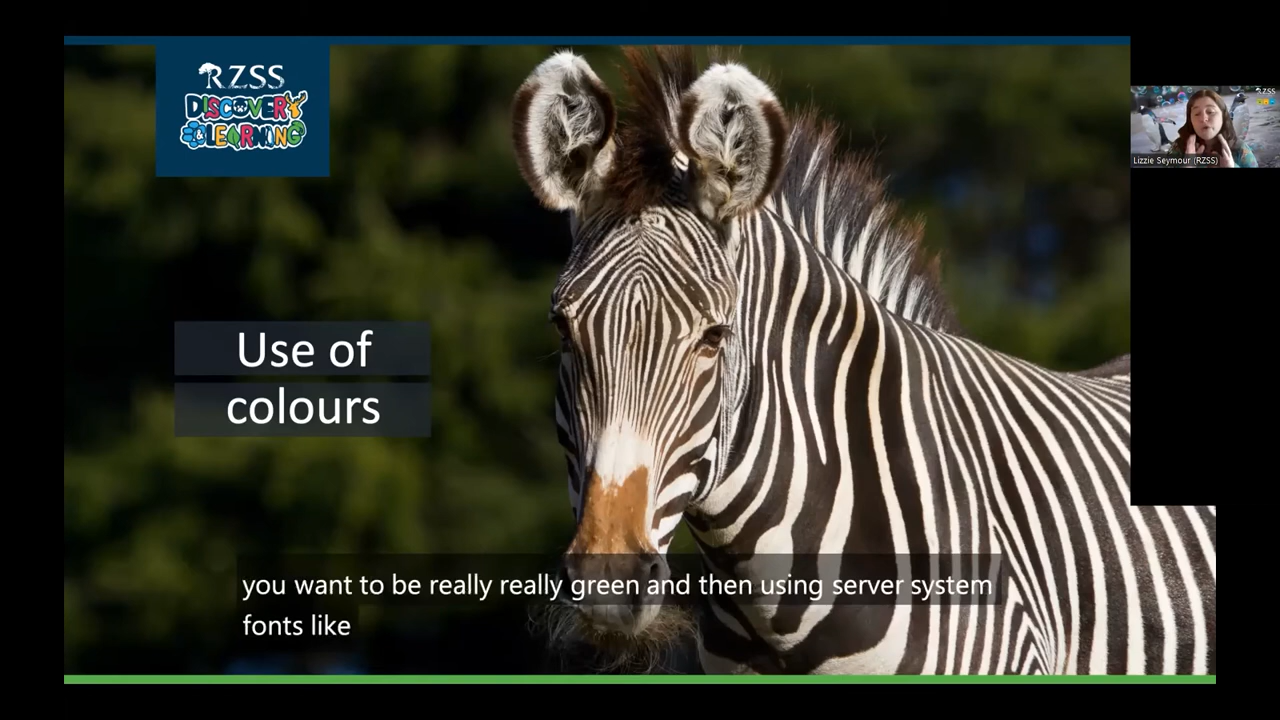 RZSS
DISCOVERY
& LEARNING
RZSS
Lizzie Seymour (RZSS)
Use of
colours
you want to be really really green and then using server system
fonts like